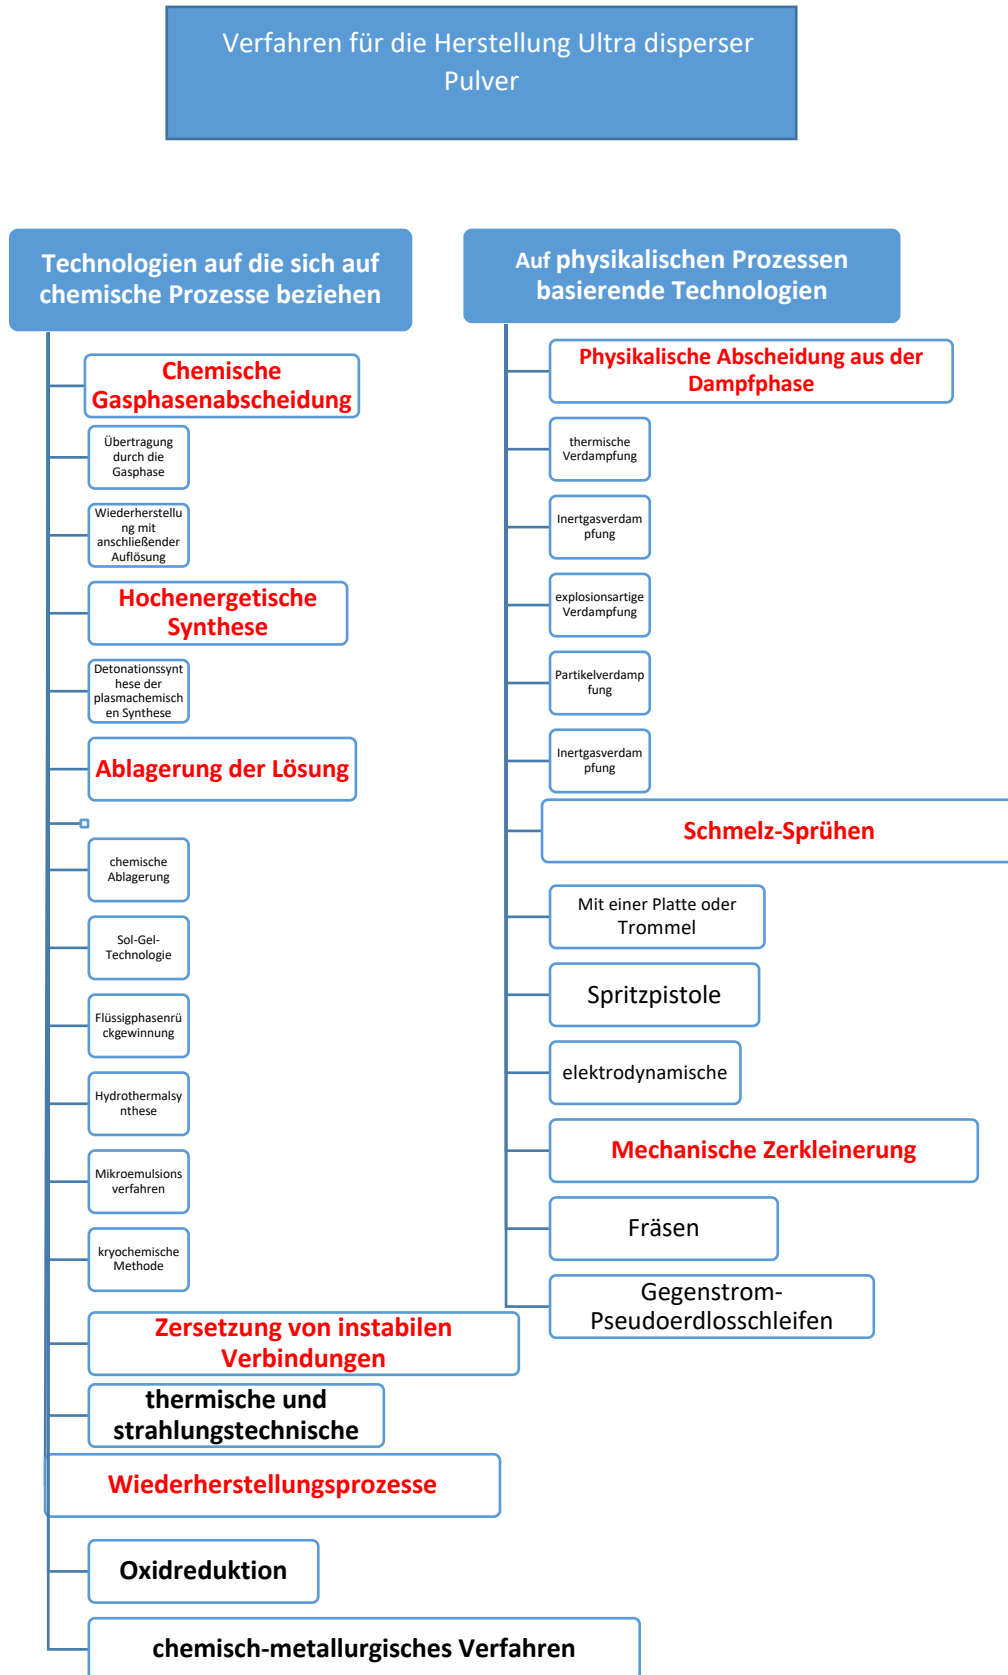 Verfahren für die Herstellung Ultra disperser
Pulver
Technologien auf die sich auf
chemische Prozesse beziehen
Chemische
Gasphasenabscheidung
Übertragung
durch die
Gasphase
Wiederherstellu
ng mit
anschließender
Auflösung
Hochenergetische
Synthese
Detonationssynt
hese der
plasmachemisch
en Synthese
Ablagerung der Lösung
chemische
Ablagerung
Sol-Gel-
Technologie
Flüssigphasenrü
ckgewinnung
Hydrothermalsy
nthese
Mikroemulsions
verfahren
kryochemische
Methode
Zersetzung von instabilen
Verbindungen
thermische und
strahlungstechnische
Wiederherstellungsprozesse
Oxidreduktion
chemisch-metallurgisches Verfahren
Auf physikalischen Prozessen
basierende Technologien
Physikalische Abscheidung aus der
Dampfphase
thermische
Verdampfung
Inertgasverdam
pfung
explosionsartige
Verdampfung
Partikelverdamp
fung
Inertgasverdam
pfung
Schmelz-Sprühen
Mit einer Platte oder
Trommel
Spritzpistole
elektrodynamische
Mechanische Zerkleinerung
Fräsen
Gegenstrom-
Pseudoerdlosschleifen